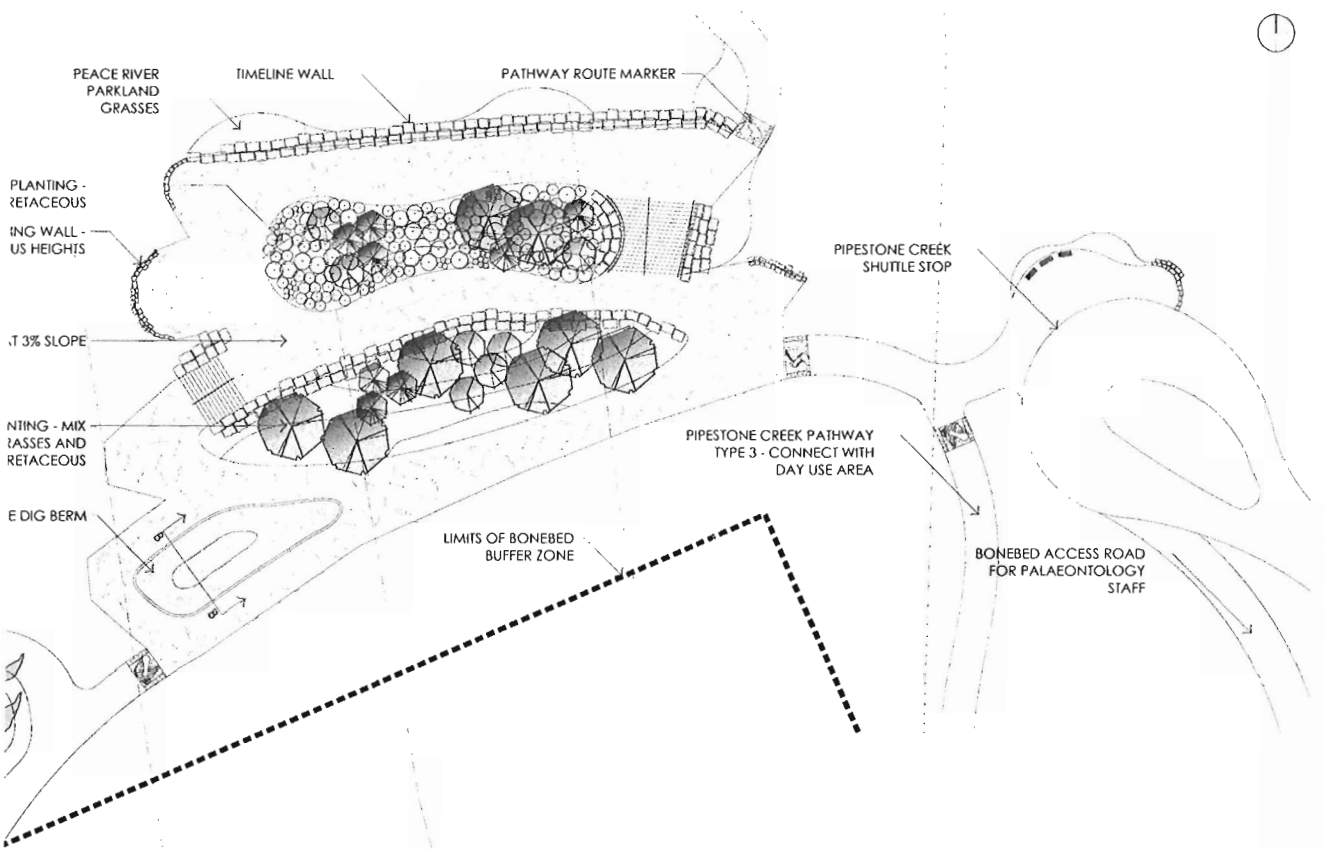 PEACE RIVER
PARKLAND
GRASSES
TIMELINE WALL
PATHWAY ROUTE MARKER
PLANTING -
RETACEOUS
ING WALL -
US HEIGHTS
PIPESTONE CREEK
SHUTTLE STOP
T 3% SLOPE
NTING - MIX
RASSES AND
RETACEOUS
PIPESTONE CREEK PATHWAY
TYPE 3 - CONNECT WITH
DAY USE AREA
E DIG BERM
B
B
LIMITS OF BONEBED
BUFFER ZONE
BONEBED ACCESS ROAD
FOR PALAEONTOLOGY
STAFF